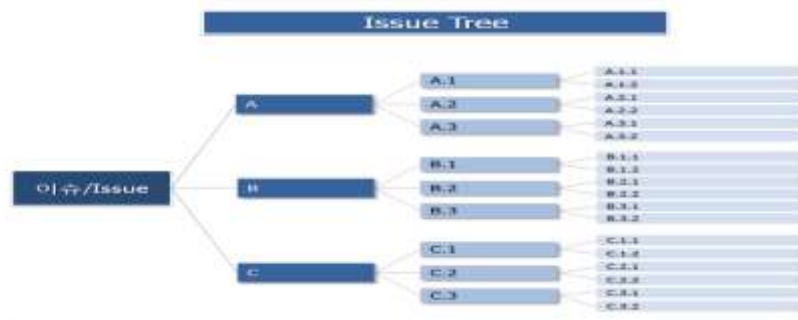 Issue Tree
A
A.1
A.1.1
A.1.2
A.2
A.2.1
A.2.2
A.3
A.3.1
A.3.2
이슈/Issue
B
B.1
B.1.1
B.1.2
B.2
B.2.1
B.2.2
B.3
B.3.1
B.3.2
C
C.1
C.1.1
C.1.2
C.2
C.2.1
C.2.2
C.3
C.3.1
C.3.2